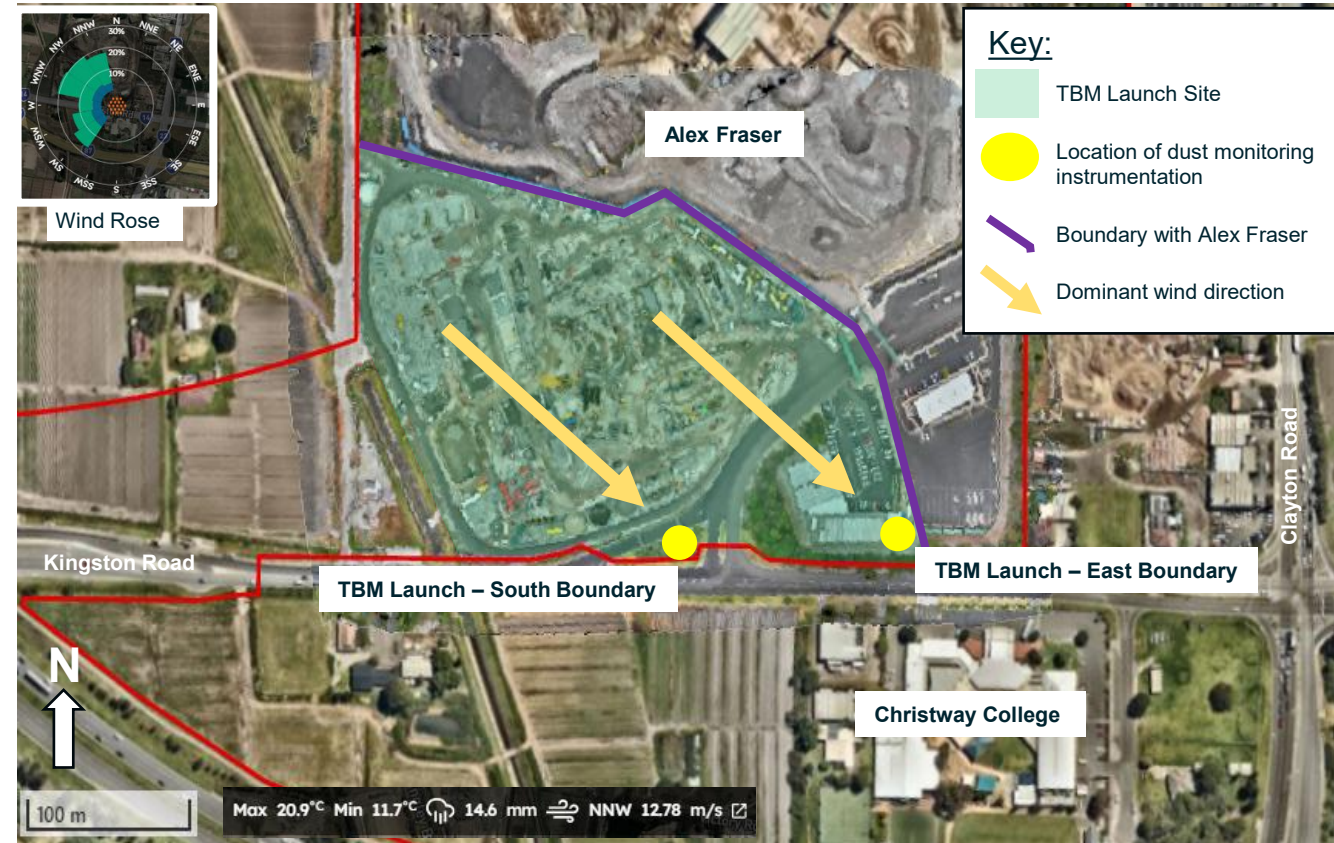 N
NNE
NE
ENE
E
ESE
SE
SSE
S
SSW
SW
WSW
W
WNW
NW
NNW
30%
20%
10%
Wind Rose
Key:
TBM Launch Site
Location of dust monitoring
instrumentation
Boundary with Alex Fraser
Dominant wind direction
Alex Fraser
Clayton Road
Kingston Road
TBM Launch – South Boundary
TBM Launch – East Boundary
Christway College
N
100 m
Max 20.9°C Min 11.7°C 14.6 mm NNW 12.78 m/s